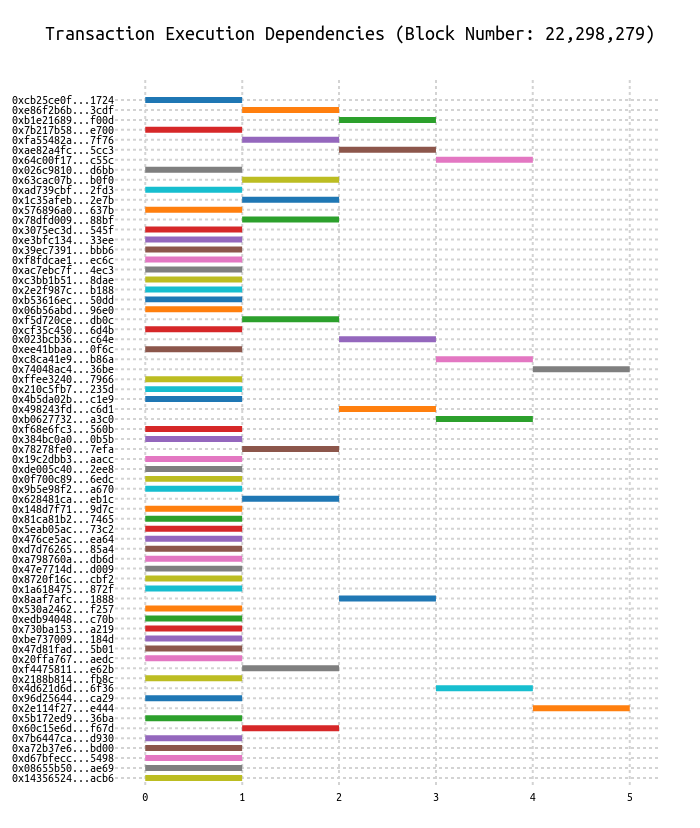 Transaction Execution Dependencies (Block Number: 22,298,279)
0xcb25ce0f...1724
0xe86f2b6b...3cdf
0xb1e21689...f00d
0x7b217b58...e700
0xfa55482a...7f76
0xae82a4fc...5cc3
0x64c00f17...c55c
0x026c9810...d6bb
0x63cac07b...b0f0
0xad739cbf...2fd3
0x1c35afeb...2e7b
0x576896a0...637b
0x78dfd009...88bf
0x3075ec3d...545f
0xe3bfc134...33ee
0x39ec7391...bbb6
0xf8fdcae1...ec6c
0xac7ebc7f...4ec3
0xc3bb1b51...8dae
0x2e2f987c...b188
0xb53616ec...50dd
0x06b56abd...96e0
0xf5d720ce...db0c
0xcf35c450...6d4b
0x023bcb36...c64e
0xee41bbaa...0f6c
0xc8ca41e9...b86a
0x74048ac4...36be
0xffee3240...7966
0x210c5fb7...235d
0x4b5da02b...c1e9
0x498243fd...c6d1
0xb0627732...a3c0
0xf68e6fc3...560b
0x384bc0a0...0b5b
0x78278fe0...7efa
0x19c2dbb3...aacc
0xde005c40...2ee8
0x0f700c89...6edc
0x9b5e98f2...a670
0x628481ca...eb1c
0x148d7f71...9d7c
0x81ca81b2...7465
0x5eab05ac...73c2
0x476ce5ac...ea64
0xd7d76265...85a4
0xa798760a...db6d
0x47e7714d...d009
0x8720f16c...cbf2
0x1a618475...872f
0x8aaf7afc...1888
0x530a2462...f257
0xedb94048...c70b
0x730ba153...a219
0xbe737009...184d
0x47d81fad...5b01
0x20ffa767...aedc
0xf4475811...e62b
0x2188b814...fb8c
0x4d621d6d...6f36
0x96d25644...ca29
0x2e114f27...e444
0x5b172ed9...36ba
0x60c15e6d...f67d
0x7b6447ca...d930
0xa72b37e6...bd00
0xd67bfecc...5498
0x08655b50...ae69
0x14356524...acb6
0 1 2 3 4 5